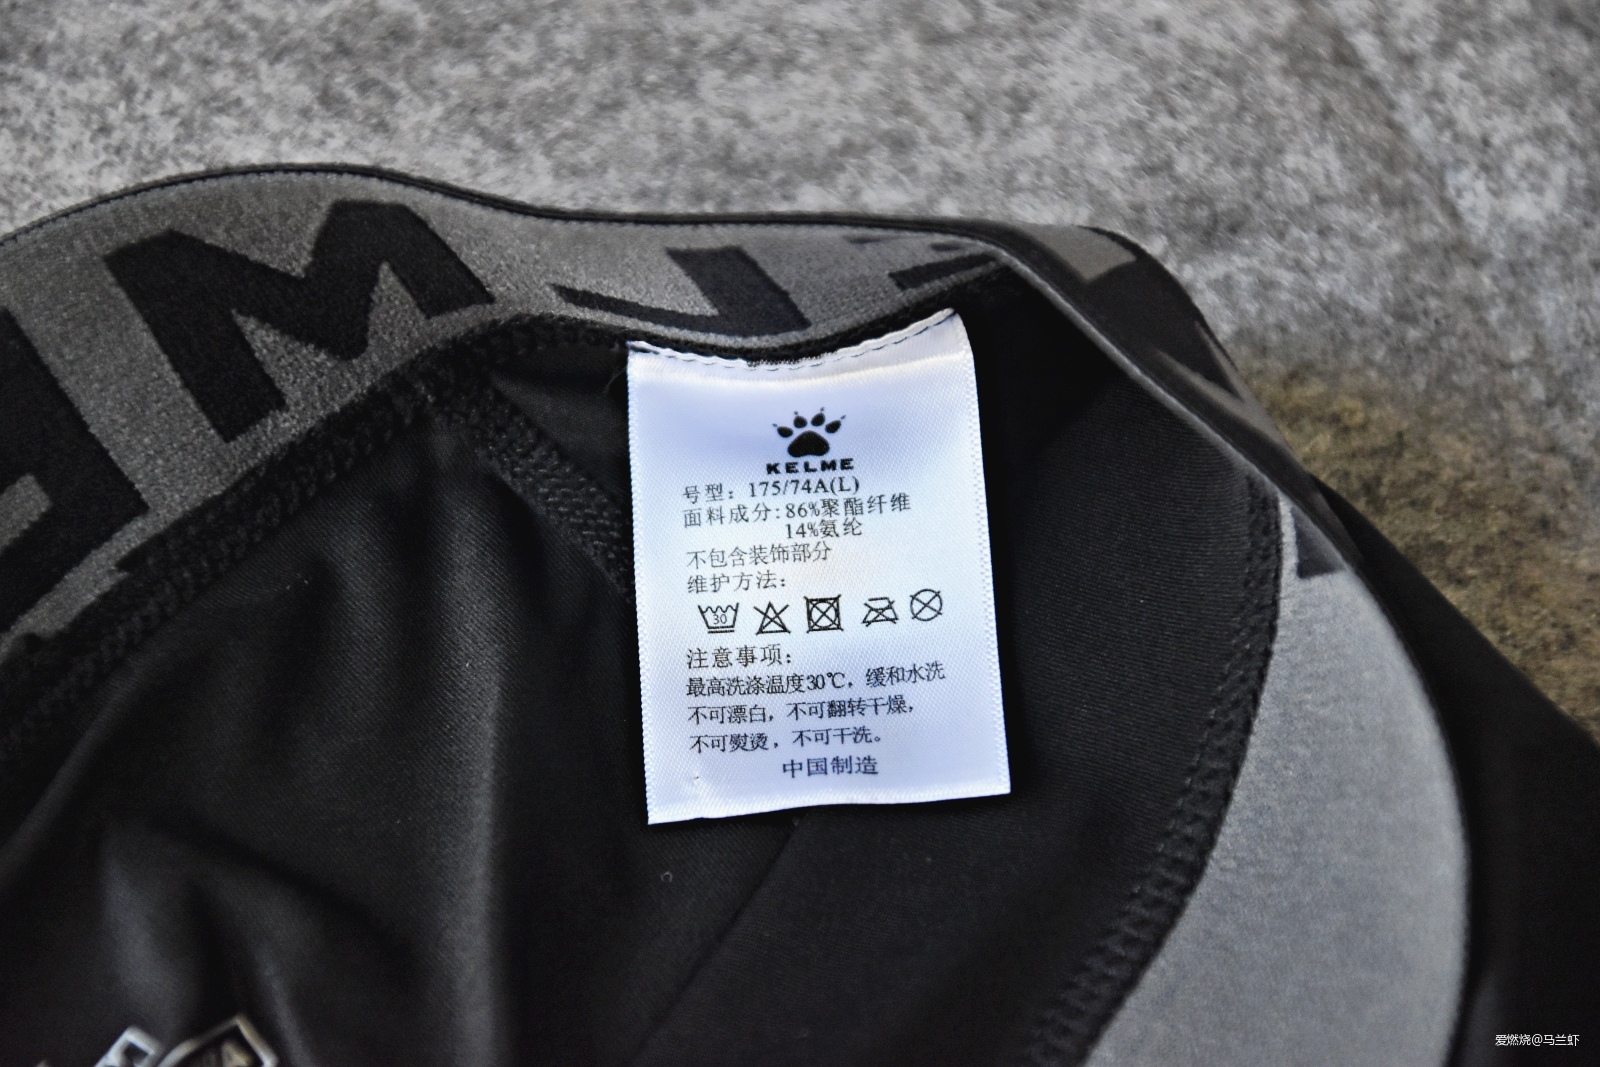 KELME
号型：175/74A(L)
面料成分：86%聚酯纤维
14%氨纶
不包含装饰部分
维护方法：
30
注意事项：
最高洗涤温度30℃，缓和水洗
不可漂白，不可翻转干燥，
不可熨烫，不可干洗。
中国制造
爱燃烧@马兰虾